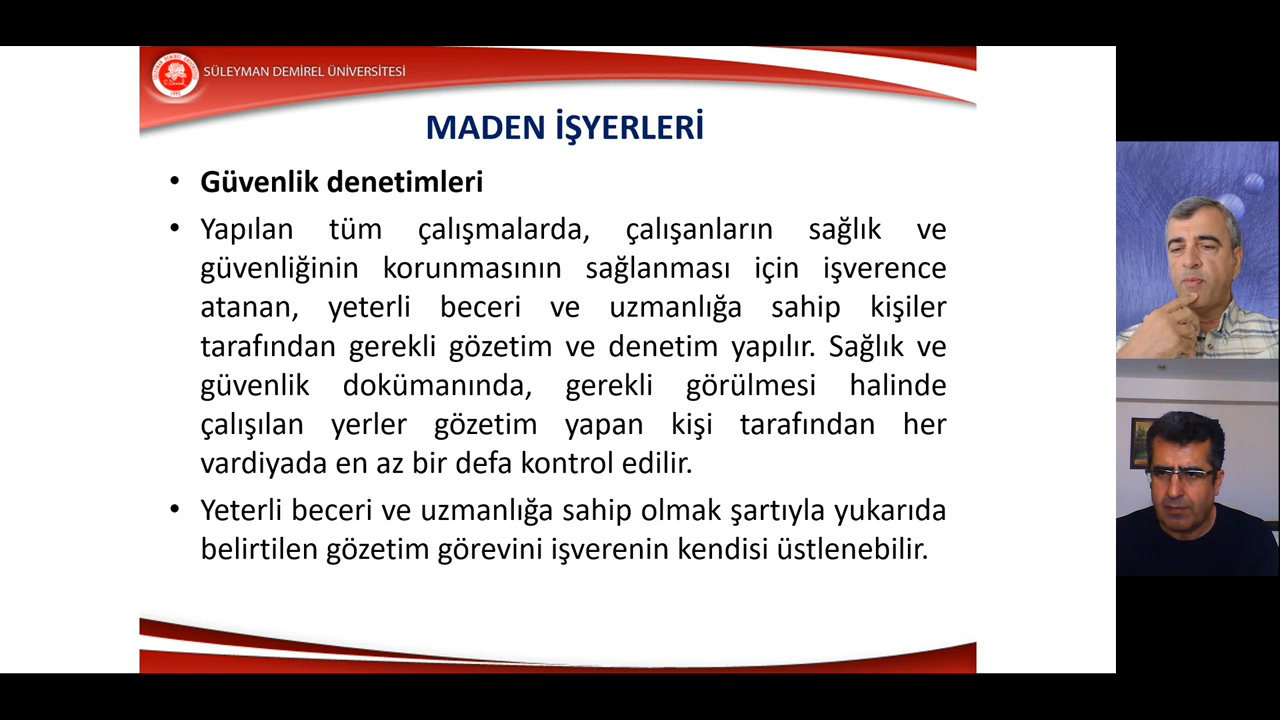 SÜLEYMAN DEMİREL ÜNİVERSİTESİ
MADEN İŞYERLERİ
• Güvenlik denetimleri
• Yapılan tüm çalışmalarda, çalışanların sağlık ve
güvenliğinin korunmasının sağlanması için işverence
atanan, yeterli beceri ve uzmanlığa sahip kişiler
tarafından gerekli gözetim ve denetim yapılır. Sağlık ve
güvenlik dokümanında, gerekli görülmesi halinde
çalışılan yerler gözetim yapan kişi tarafından her
vardiyada en az bir defa kontrol edilir.
• Yeterli beceri ve uzmanlığa sahip olmak şartıyla yukarıda
belirtilen gözetim görevini işverenin kendisi üstlenebilir.